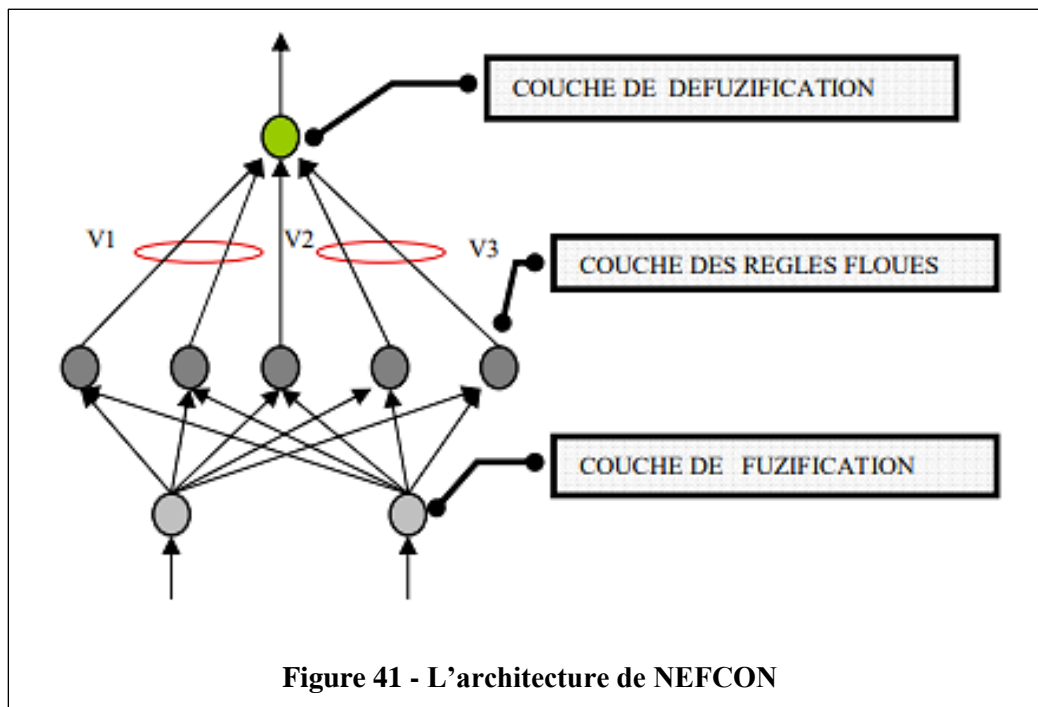 COUCHE DE DEFUZIFICATION
V1
V2
V3
COUCHE DES REGLES FLOUES
COUCHE DE FUZIFICATION
Figure 41 - L’architecture de NEFCON